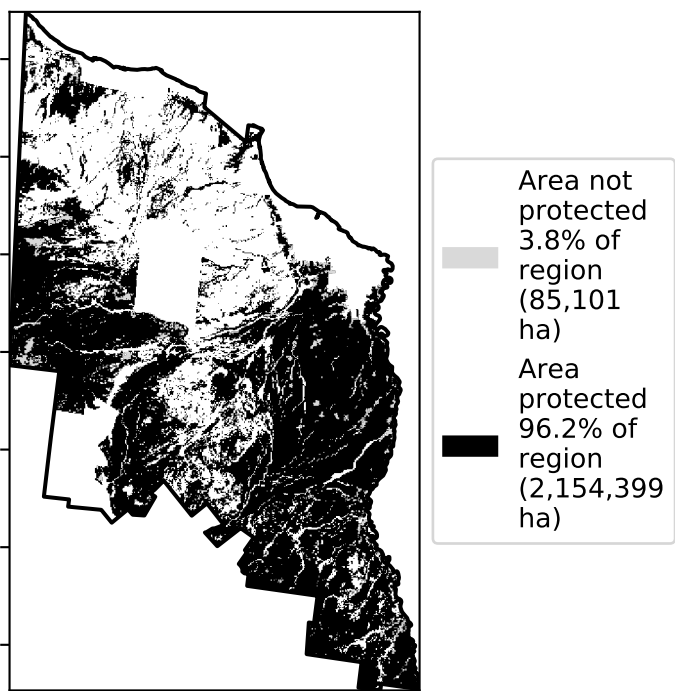 Area not
protected
3.8% of
region
(85,101
ha)
Area
protected
96.2% of
region
(2,154,399
ha)